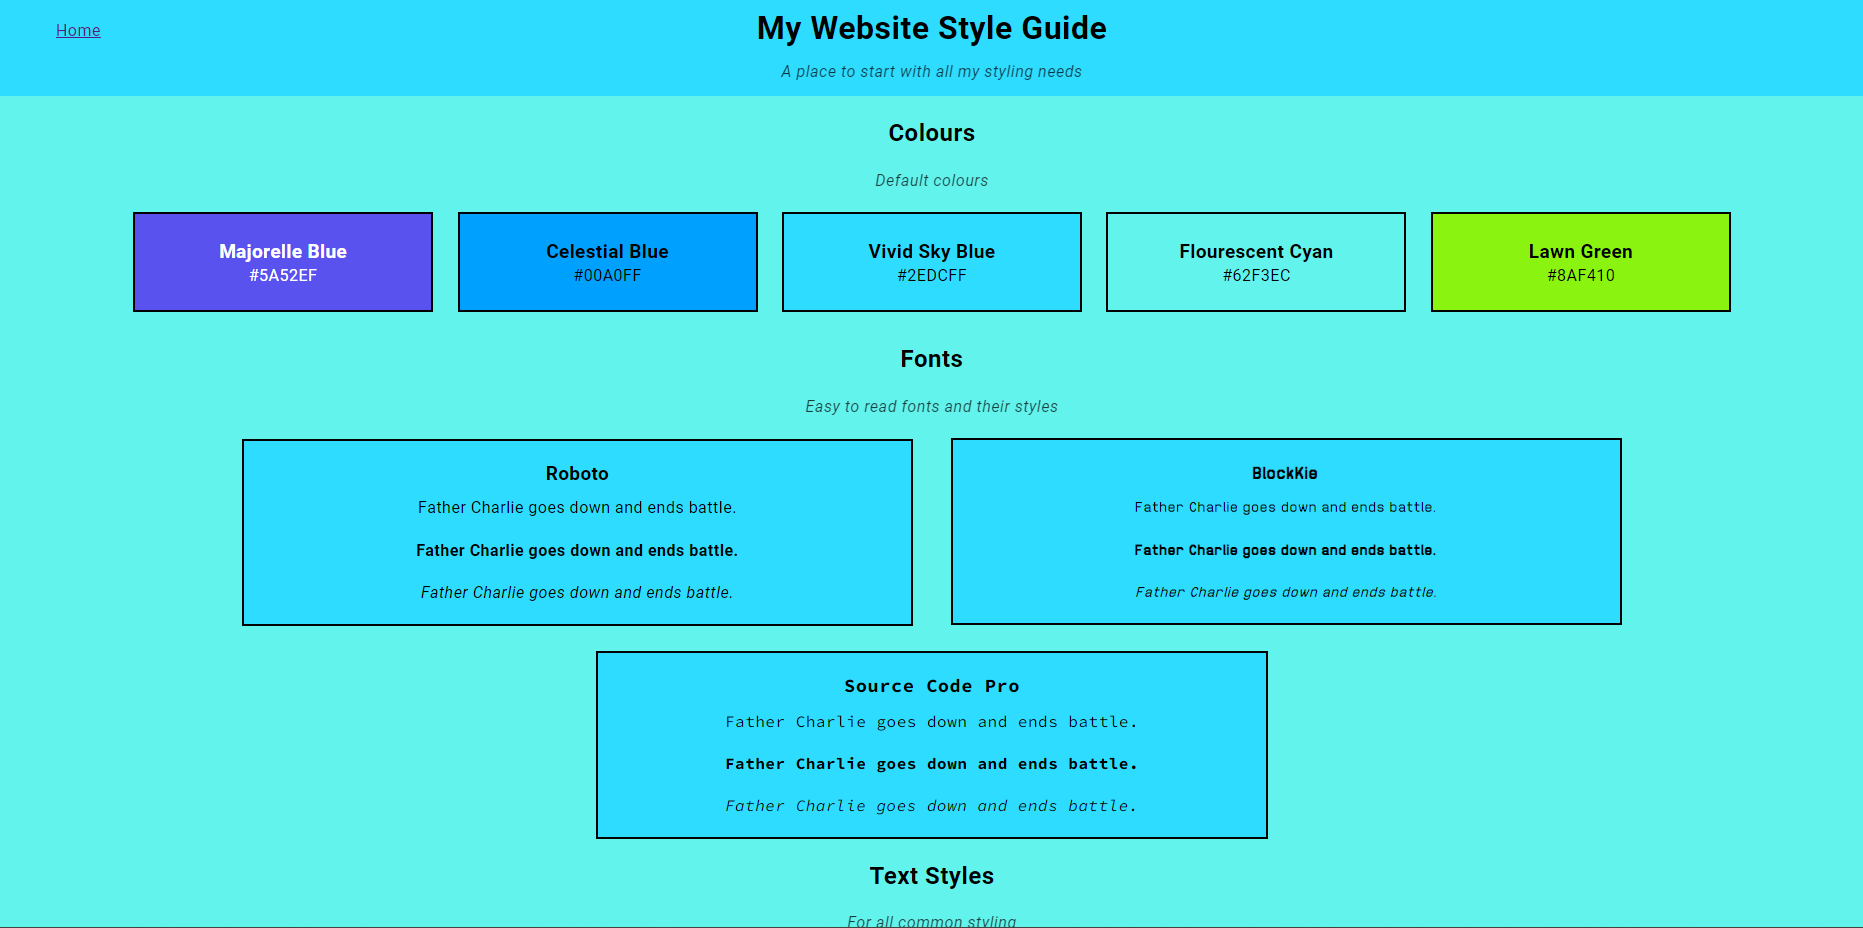 Home
My Website Style Guide
A place to start with all my styling needs
Colours
Default colours
Majorelle Blue
#5A52EF
Celestial Blue
#00A0FF
Vivid Sky Blue
#2EDCFF
Flourescent Cyan
#62F3EC
Lawn Green
#8AF410
Fonts
Easy to read fonts and their styles
Roboto
Father Charlie goes down and ends battle.
Father Charlie goes down and ends battle.
Father Charlie goes down and ends battle.
BlockKie
Father Charlie goes down and ends battle.
Father Charlie goes down and ends battle.
Father Charlie goes down and ends battle.
Source Code Pro
Father Charlie goes down and ends battle.
Father Charlie goes down and ends battle.
Father Charlie goes down and ends battle.
Text Styles
For all common styling